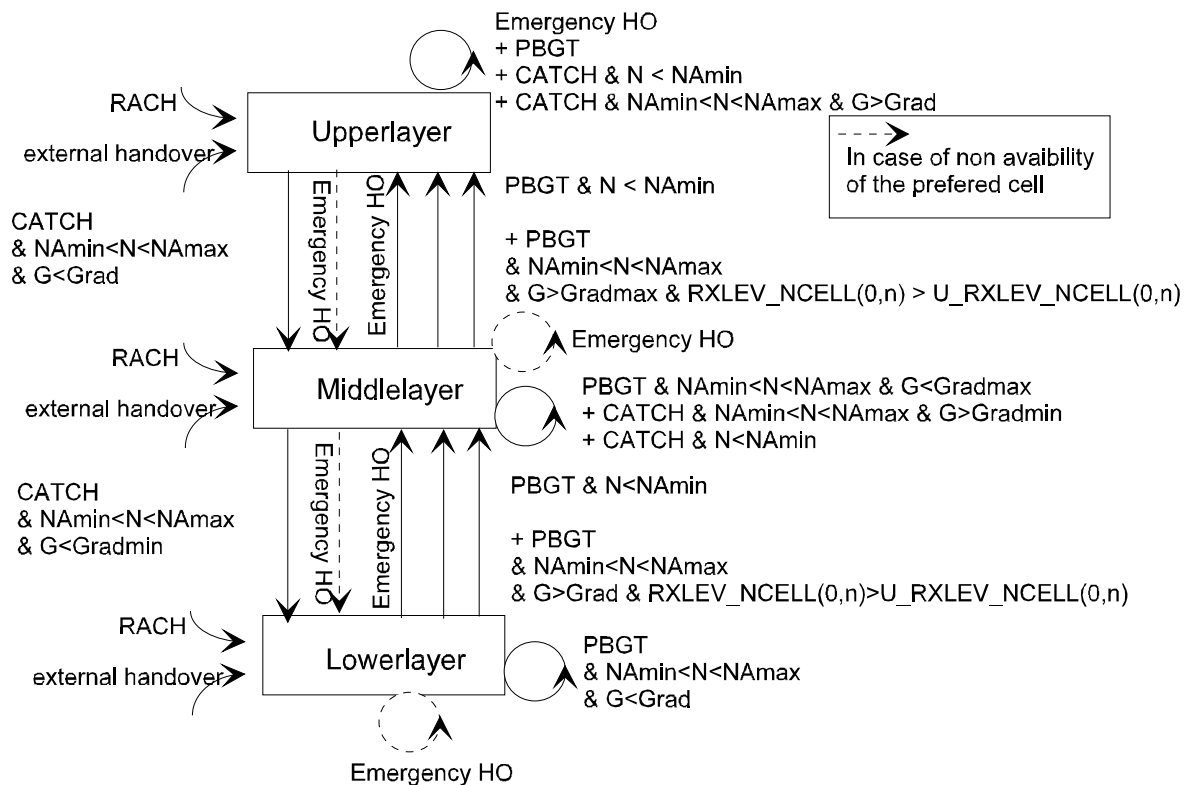 Emergency HO
+ PBGT
+ CATCH & N < NAmin
+ CATCH & NAmin<N<NAmax & G>Grad
RACH
external handover
Upperlayer
In case of non avaibility
of the prefered cell
CATCH
& NAmin<N<NAmax
& G<Grad
Emergency HO
Emergency HO
PBGT & N < NAmin
+ PBGT
& NAmin<N<NAmax
& G>Gradmax & RXLEV_NCELL(0,n) > U_RXLEV_NCELL(0,n)
Emergency HO
RACH
external handover
Middlelayer
PBGT & NAmin<N<NAmax & G<Gradmax
+ CATCH & NAmin<N<NAmax & G>Gradmin
+ CATCH & N<NAmin
CATCH
& NAmin<N<NAmax
& G<Gradmin
Emergency HO
Emergency HO
PBGT & N<NAmin
+ PBGT
& NAmin<N<NAmax
& G>Grad & RXLEV_NCELL(0,n)>U_RXLEV_NCELL(0,n)
RACH
external handover
Lowerlayer
PBGT
& NAmin<N<NAmax
& G<Grad
Emergency HO